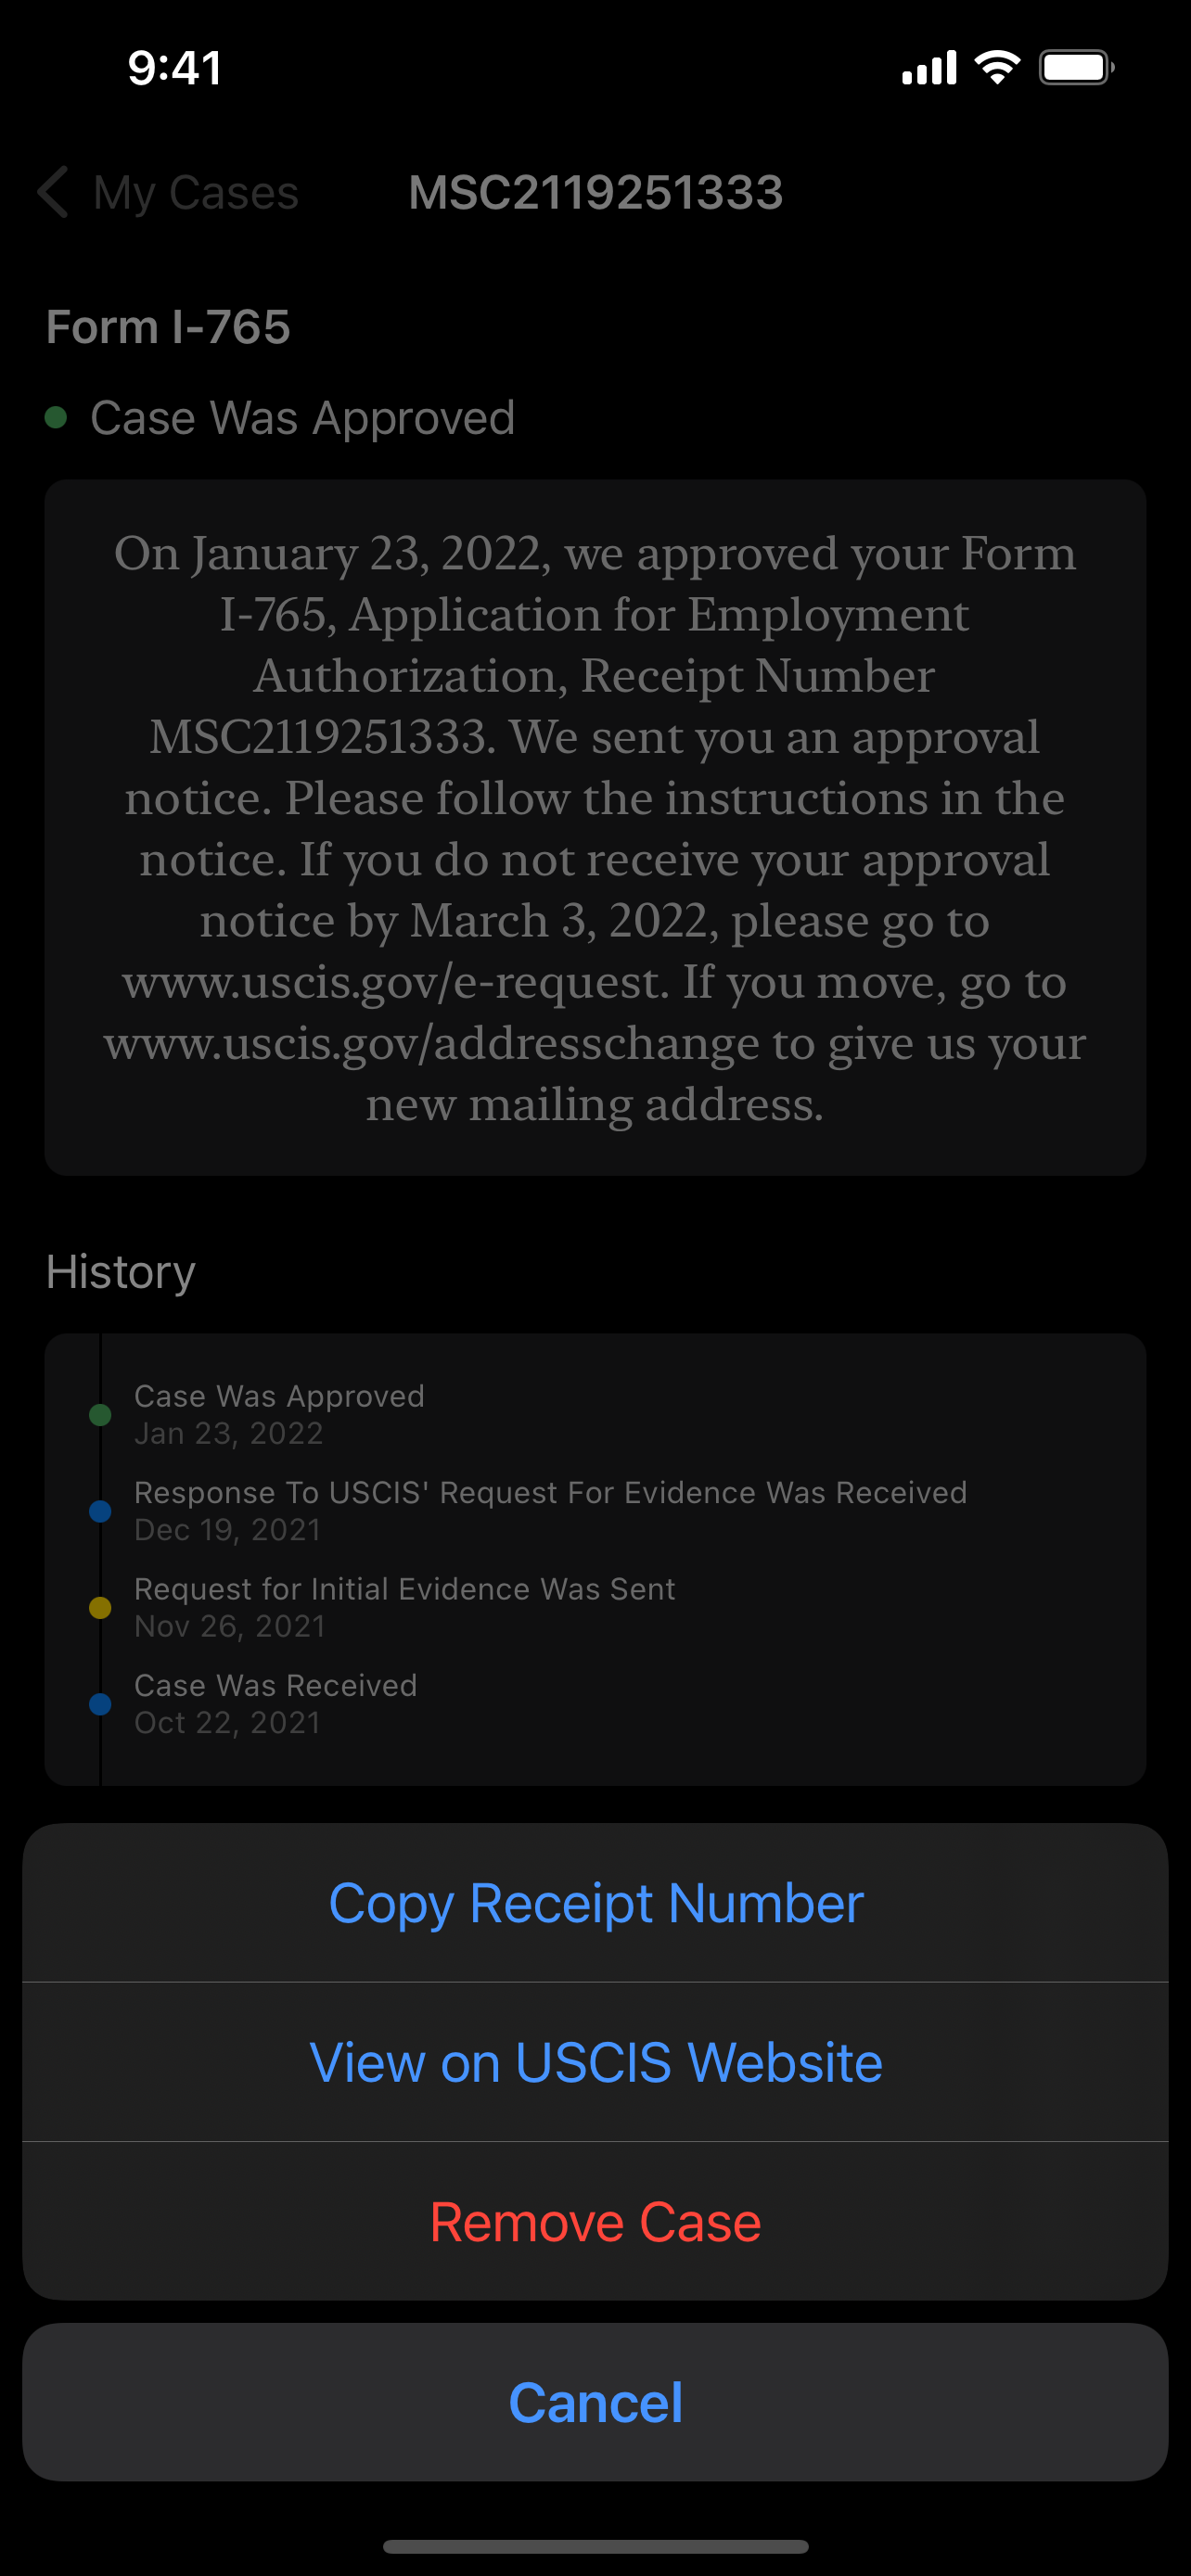 9:41
My Cases
MSC2119251333
Form I-765
Case Was Approved
On January 23, 2022, we approved your Form
I-765, Application for Employment
Authorization, Receipt Number
MSC2119251333. We sent you an approval
notice. Please follow the instructions in the
notice. If you do not receive your approval
notice by March 3, 2022, please go to
www.uscis.gov/e-request. If you move, go to
www.uscis.gov/addresschange to give us your
new mailing address.
History
Case Was Approved
Jan 23, 2022
Response To USCIS' Request For Evidence Was Received
Dec 19, 2021
Request for Initial Evidence Was Sent
Nov 26, 2021
Case Was Received
Oct 22, 2021
Copy Receipt Number
View on USCIS Website
Remove Case
Cancel